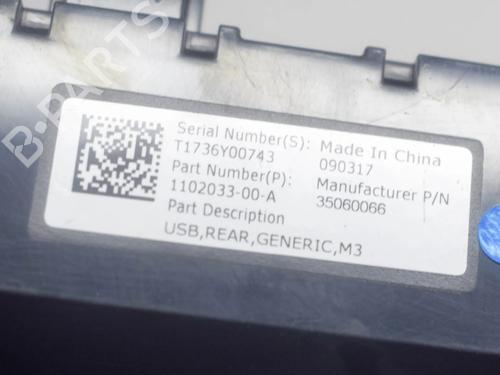 B-PARTS
Serial Number(S):
T1736Y00743
Part Number(P):
1102033-00-A
Part Description
USB,REAR,GENERIC,M3
Made In China
090317
Manufacturer P/N
35060066